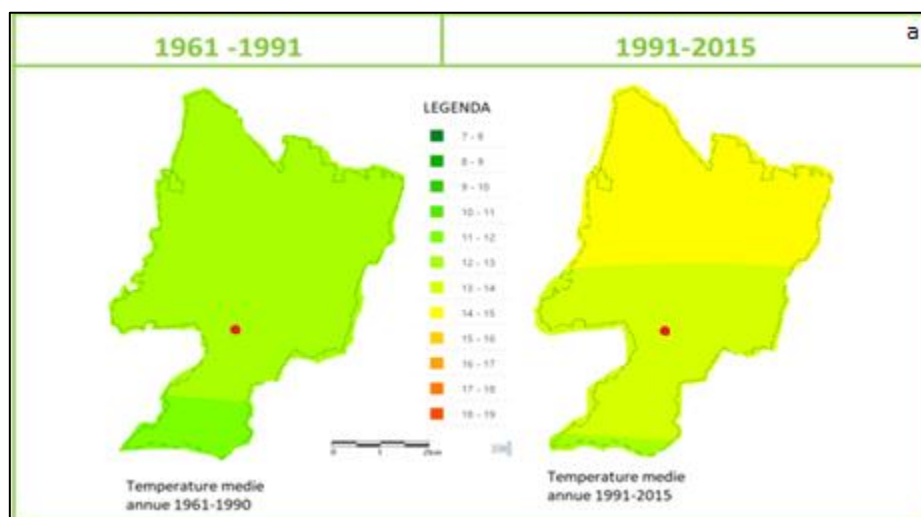 a
1961 -1991
1991-2015
LEGENDA
7 - 8
8 - 9
9 - 10
10 - 11
11 - 12
12 - 13
13 - 14
14 - 15
15 - 16
16 - 17
17 - 18
18 - 19
Temperature medie
annue 1961-1990
Temperature medie
annue 1991-2015